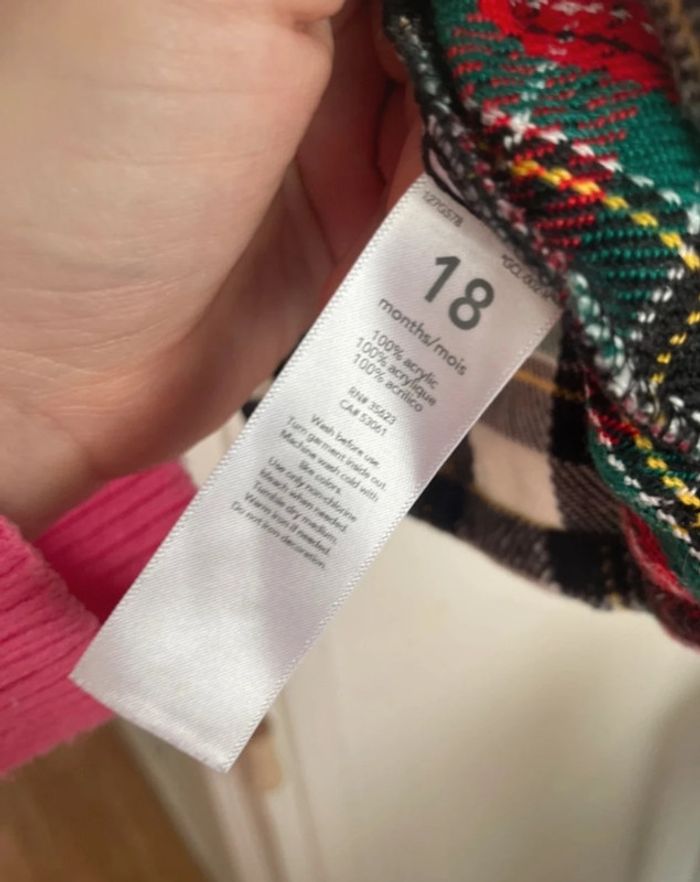 127G578
18
months/mois
100% acrylic
100% acrylique
100% acrílico
RN# 35623
CA# 53061
Wash before use.
Turn garment inside out.
Machine wash cold with
like colors.
Use only non-chlorine
bleach when needed.
Tumble dry medium.
Warm iron if needed.
Do not iron decoration.